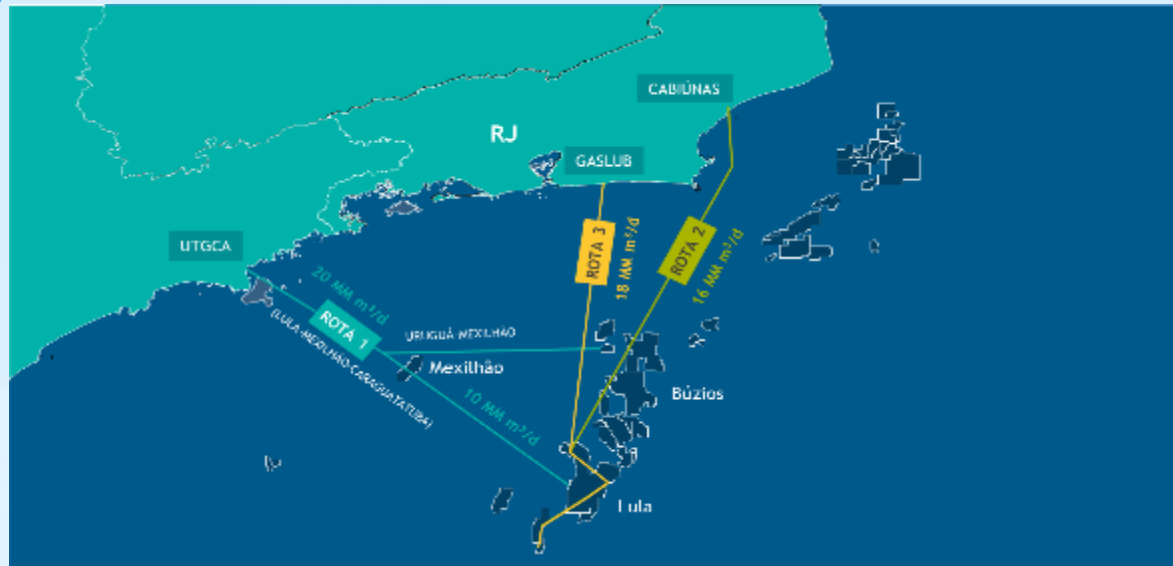 CABIÚNAS
RJ
GASLUB
UTGCA
ROTA 3
18 MM m³/d
ROTA 2
16 MM m³/d
20 MM m³/d
ROTA 1
(LULA-MEXILHÃO-CARAGUATATUBA)
URUGUÁ MEXILHÃO
Mexilhão
10 MM m³/d
Búzios
Lula